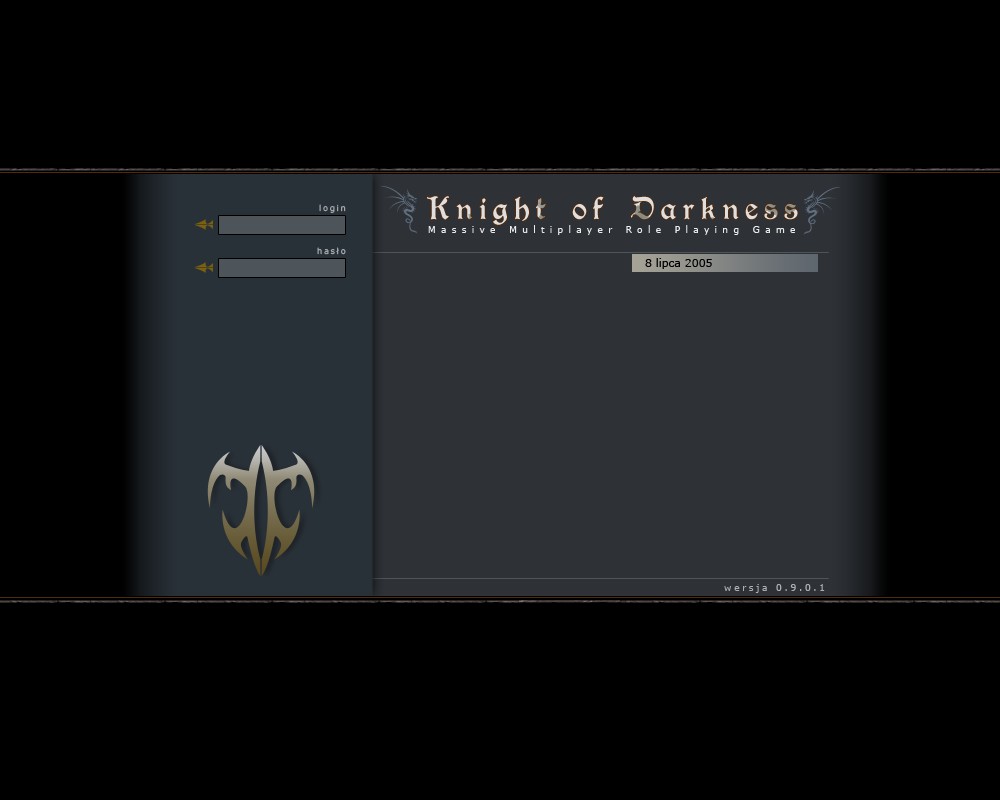 login
hasło
Knight of Darkness
Massive Multiplayer Role Playing Game
8 lipca 2005
wersja 0.9.0.1